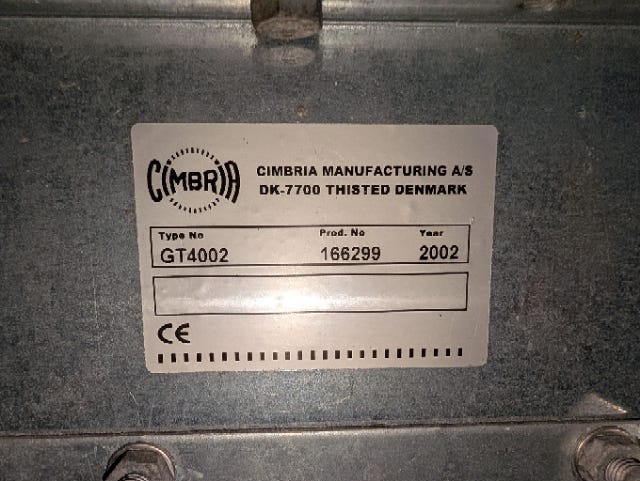 CIMBRIA
CIMBRIA MANUFACTURING A/S
DK-7700 THISTED DENMARK
Type No Prod. No Year
GT4002 166299 2002
CE